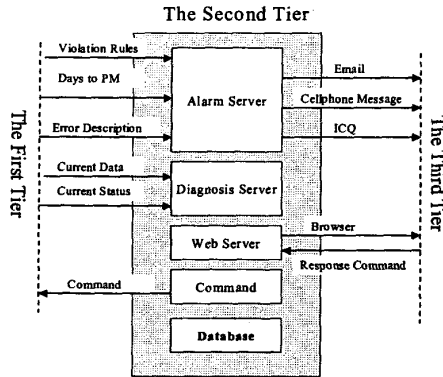 The Second Tier
Violation Rules
Days to PM
Error Description
Current Data
Current Status
Command
The First Tier
Alarm Server
Diagnosis Server
Web Server
Command
Database
Email
Cellphone Message
ICQ
Browser
Response Command
The Third Tier